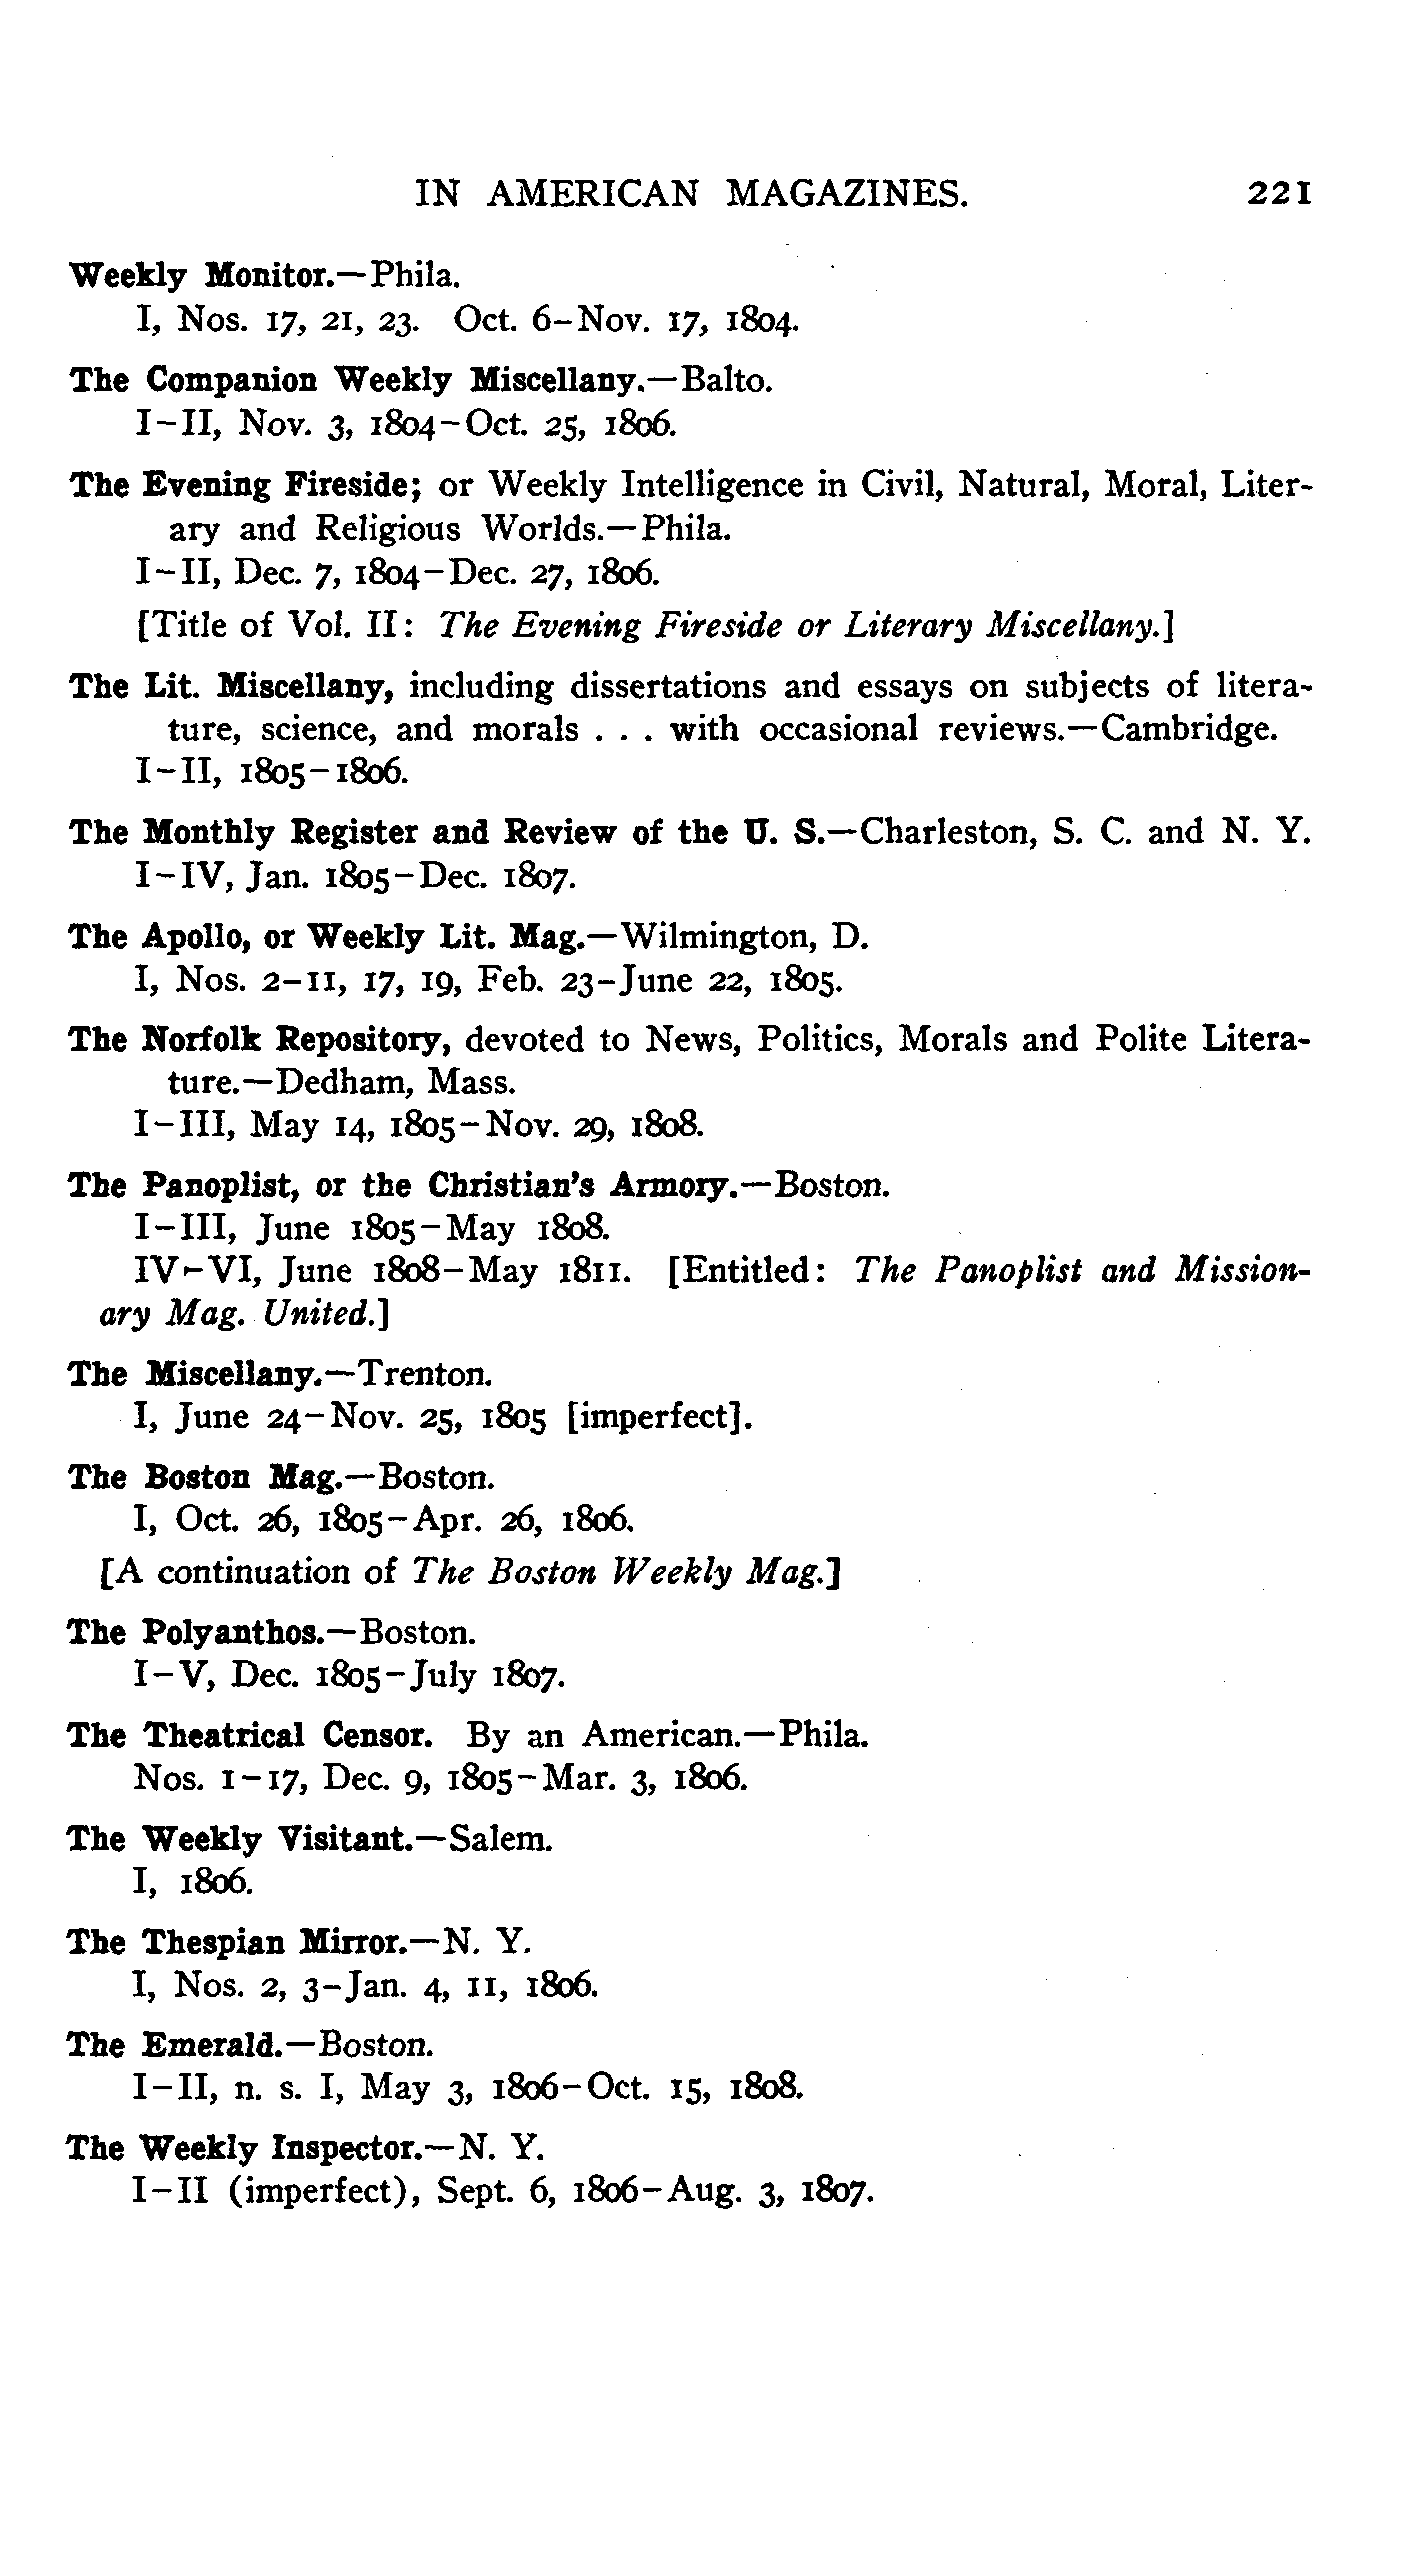 IN AMERICAN MAGAZINES. 221
Weekly Monitor.—Phila.
I, Nos. 17, 21, 23. Oct. 6–Nov. 17, 1804.
The Companion Weekly Miscellany.—Balto.
I–II, Nov. 3, 1804–Oct. 25, 1806.
The Evening Fireside; or Weekly Intelligence in Civil, Natural, Moral, Liter-
ary and Religious Worlds.—Phila.
I–II, Dec. 7, 1804–Dec. 27, 1806.
[Title of Vol. II: The Evening Fireside or Literary Miscellany.]
The Lit. Miscellany, including dissertations and essays on subjects of litera-
ture, science, and morals . . . with occasional reviews.—Cambridge.
I–II, 1805–1806.
The Monthly Register and Review of the U. S.—Charleston, S. C. and N. Y.
I–IV, Jan. 1805–Dec. 1807.
The Apollo, or Weekly Lit. Mag.—Wilmington, D.
I, Nos. 2–11, 17, 19, Feb. 23–June 22, 1805.
The Norfolk Repository, devoted to News, Politics, Morals and Polite Litera-
ture.—Dedham, Mass.
I–III, May 14, 1805–Nov. 29, 1808.
The Panoplist, or the Christian's Armory.—Boston.
I–III, June 1805–May 1808.
IV–VI, June 1808–May 1811. [Entitled: The Panoplist and Mission-
ary Mag. United.]
The Miscellany.—Trenton.
I, June 24–Nov. 25, 1805 [imperfect].
The Boston Mag.—Boston.
I, Oct. 26, 1805–Apr. 26, 1806.
[A continuation of The Boston Weekly Mag.]
The Polyanthos.—Boston.
I–V, Dec. 1805–July 1807.
The Theatrical Censor. By an American.—Phila.
Nos. 1–17, Dec. 9, 1805–Mar. 3, 1806.
The Weekly Visitant.—Salem.
I, 1806.
The Thespian Mirror.—N. Y.
I, Nos. 2, 3–Jan. 4, 11, 1806.
The Emerald.—Boston.
I–II, n. s. I, May 3, 1806–Oct. 15, 1808.
The Weekly Inspector.—N. Y.
I–II (imperfect), Sept. 6, 1806–Aug. 3, 1807.